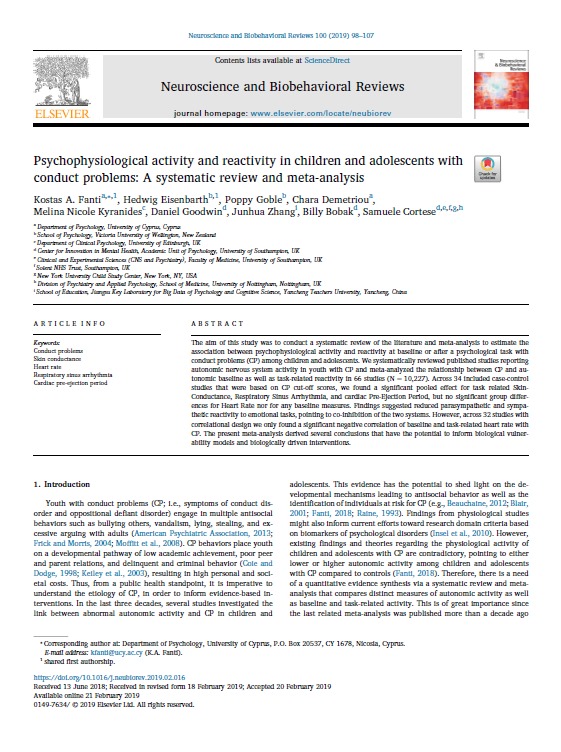 Neuroscience and Biobehavioral Reviews 100 (2019) 98–107
Contents lists available at ScienceDirect
Neuroscience and Biobehavioral Reviews
journal homepage: www.elsevier.com/locate/neubiorev
ELSEVIER
Psychophysiological activity and reactivity in children and adolescents with
conduct problems: A systematic review and meta-analysis
Check for
updates
Kostas A. Fantia,*,1, Hedwig Eisenbarthb,1, Poppy Gobleb, Chara Demetrioua,
Melina Nicole Kyranidesc, Daniel Goodwind, Junhua Zhangi, Billy Bobakd, Samuele Cortesed,e,f,g,h
a Department of Psychology, University of Cyprus, Cyprus
b School of Psychology, Victoria University of Wellington, New Zealand
c Department of Clinical Psychology, University of Edinburgh, UK
d Center for Innovation in Mental Health, Academic Unit of Psychology, University of Southampton, UK
e Clinical and Experimental Sciences (CNS and Psychiatry), Faculty of Medicine, University of Southampton, UK
f Solent NHS Trust, Southampton, UK
g New York University Child Study Center, New York, NY, USA
h Division of Psychiatry and Applied Psychology, School of Medicine, University of Nottingham, Nottingham, UK
i School of Education, Jiangsu Key Laboratory for Big Data of Psychology and Cognitive Science, Yancheng Teachers University, Yancheng, China
ARTICLE INFO
Keywords:
Conduct problems
Skin conductance
Heart rate
Respiratory sinus arrhythmia
Cardiac pre-ejection period
ABSTRACT
The aim of this study was to conduct a systematic review of the literature and meta-analysis to estimate the
association between psychophysiological activity and reactivity at baseline or after a psychological task with
conduct problems (CP) among children and adolescents. We systematically reviewed published studies reporting
autonomic nervous system activity in youth with CP and meta-analyzed the relationship between CP and au-
tonomic baseline as well as task-related reactivity in 66 studies (N = 10,227). Across 34 included case-control
studies that were based on CP cut-off scores, we found a significant pooled effect for task related Skin-
Conductance, Respiratory Sinus Arrhythmia, and cardiac Pre-Ejection Period, but no significant group differ-
ences for Heart Rate nor for any baseline measures. Findings suggested reduced parasympathetic and sympa-
thetic reactivity to emotional tasks, pointing to co-inhibition of the two systems. However, across 32 studies with
correlational design we only found a significant negative correlation of baseline and task-related heart rate with
CP. The present meta-analysis derived several conclusions that have the potential to inform biological vulner-
ability models and biologically driven interventions.
1. Introduction
Youth with conduct problems (CP; i.e., symptoms of conduct dis-
order and oppositional defiant disorder) engage in multiple antisocial
behaviors such as bullying others, vandalism, lying, stealing, and ex-
cessive arguing with adults (American Psychiatric Association, 2013;
Frick and Morris, 2004; Moffitt et al., 2008). CP behaviors place youth
on a developmental pathway of low academic achievement, poor peer
and parent relations, and delinquent and criminal behavior (Coie and
Dodge, 1998; Keiley et al., 2003), resulting in high personal and soci-
etal costs. Thus, from a public health standpoint, it is imperative to
understand the etiology of CP, in order to inform evidence-based in-
terventions. In the last three decades, several studies investigated the
link between abnormal autonomic activity and CP in children and
adolescents. This evidence has the potential to shed light on the de-
velopmental mechanisms leading to antisocial behavior as well as the
identification of individuals at risk for CP (e.g., Beauchaine, 2012; Blair,
2001; Fanti, 2018; Raine, 1993). Findings from physiological studies
might also inform current efforts toward research domain criteria based
on biomarkers of psychological disorders (Insel et al., 2010). However,
existing findings and theories regarding the physiological activity of
children and adolescents with CP are contradictory, pointing to either
lower or higher autonomic activity among children and adolescents
with CP compared to controls (Fanti, 2018). Therefore, there is a need
of a quantitative evidence synthesis via a systematic review and meta-
analysis that compares distinct measures of autonomic activity as well
as baseline and task-related activity. This is of great importance since
the last related meta-analysis was published more than a decade ago
* Corresponding author at: Department of Psychology, University of Cyprus, P.O. Box 20537, CY 1678, Nicosia, Cyprus.
E-mail address: kfanti@ucy.ac.cy (K.A. Fanti).
1 shared first authorship.
https://doi.org/10.1016/j.neubiorev.2019.02.016
Received 13 June 2018; Received in revised form 18 February 2019; Accepted 20 February 2019
Available online 21 February 2019
0149-7634/ © 2019 Elsevier Ltd. All rights reserved.